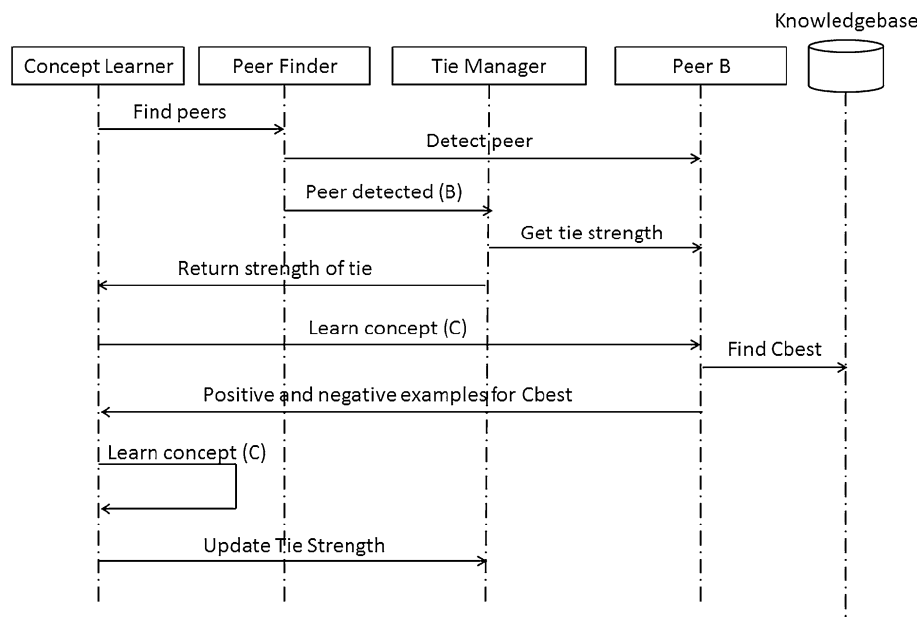 Knowledgebase
Concept Learner
Peer Finder
Tie Manager
Peer B
Find peers
Detect peer
Peer detected (B)
Get tie strength
Return strength of tie
Learn concept (C)
Find Cbest
Positive and negative examples for Cbest
Learn concept (C)
Update Tie Strength